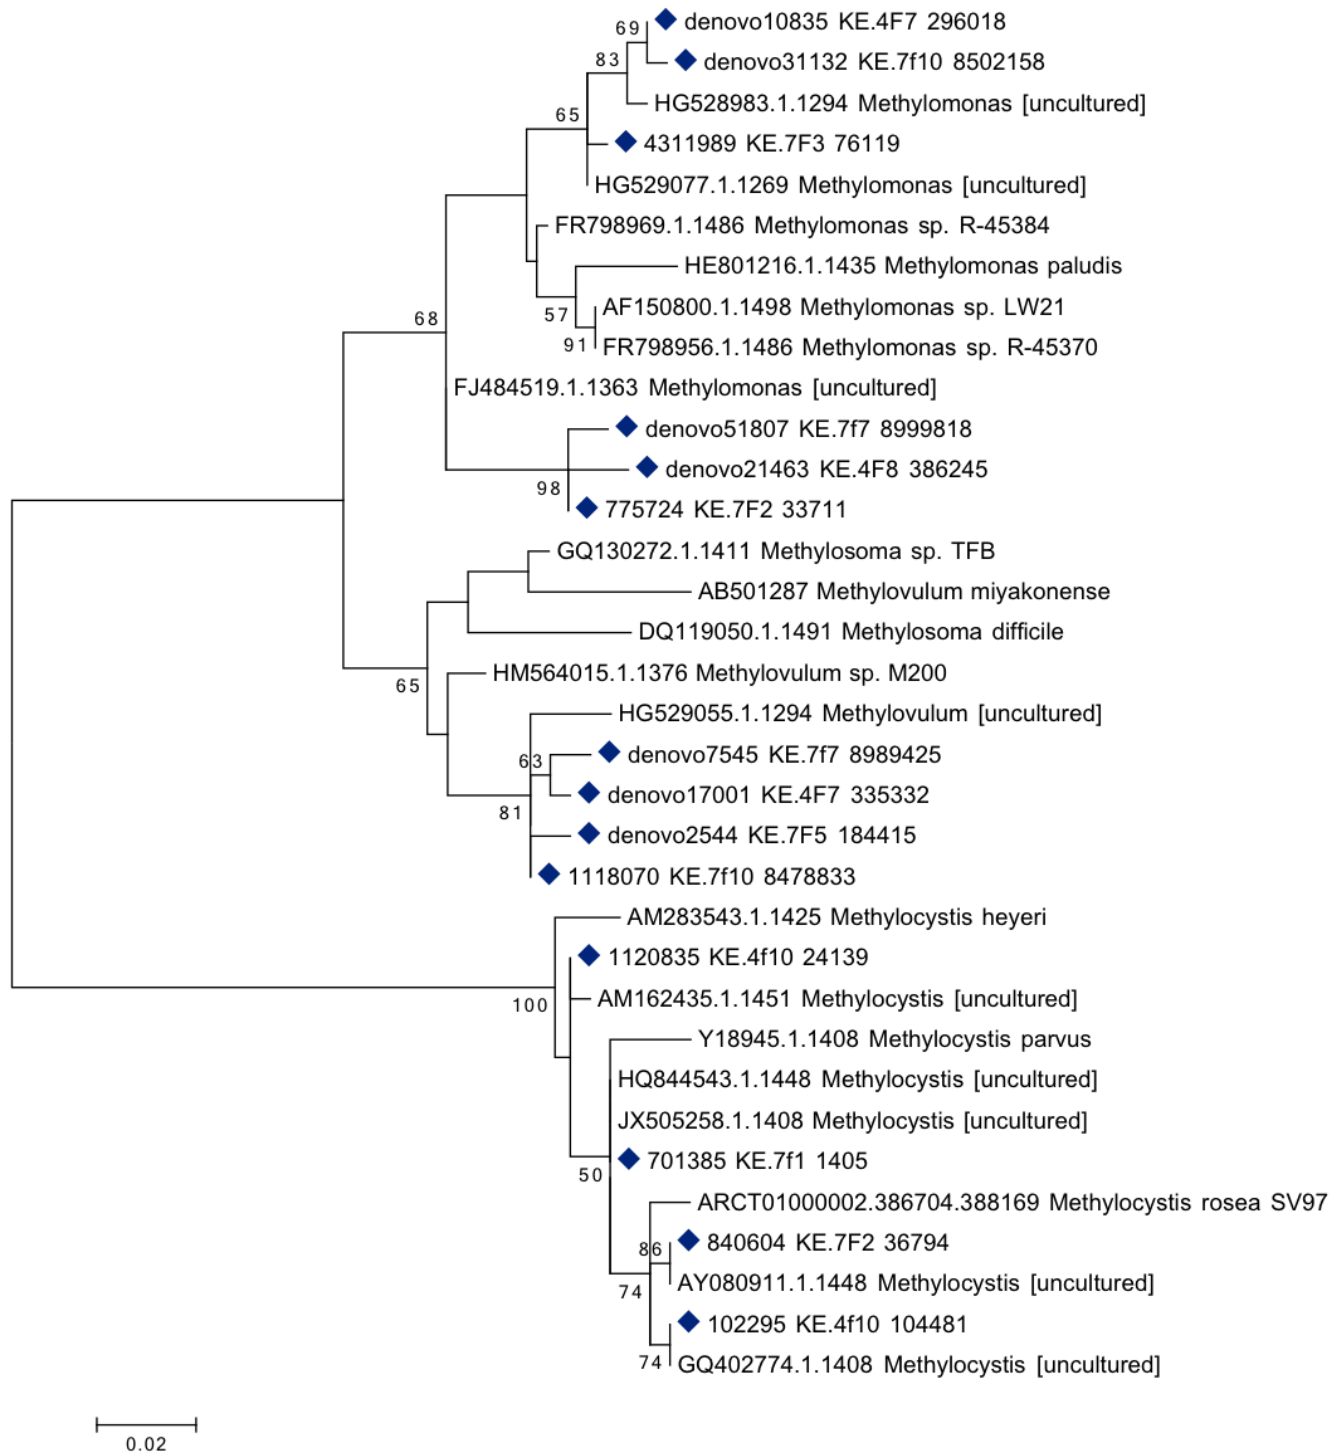 69
denovo10835 KE.4F7 296018
denovo31132 KE.7f10 8502158
83
HG528983.1.1294 Methylomonas [uncultured]
65
4311989 KE.7F3 76119
HG529077.1.1269 Methylomonas [uncultured]
FR798969.1.1486 Methylomonas sp. R-45384
HE801216.1.1435 Methylomonas paludis
57
AF150800.1.1498 Methylomonas sp. LW21
91
FR798956.1.1486 Methylomonas sp. R-45370
68
FJ484519.1.1363 Methylomonas [uncultured]
denovo51807 KE.7f7 8999818
denovo21463 KE.4F8 386245
98
775724 KE.7F2 33711
GQ130272.1.1411 Methylosoma sp. TFB
AB501287 Methylovulum miyakonense
DQ119050.1.1491 Methylosoma difficile
65
HM564015.1.1376 Methylovulum sp. M200
HG529055.1.1294 Methylovulum [uncultured]
63
denovo7545 KE.7f7 8989425
denovo17001 KE.4F7 335332
81
denovo2544 KE.7F5 184415
1118070 KE.7f10 8478833
AM283543.1.1425 Methylocystis heyeri
1120835 KE.4f10 24139
100
AM162435.1.1451 Methylocystis [uncultured]
Y18945.1.1408 Methylocystis parvus
HQ844543.1.1448 Methylocystis [uncultured]
JX505258.1.1408 Methylocystis [uncultured]
50
701385 KE.7f1 1405
ARCT01000002.386704.388169 Methylocystis rosea SV97
86
840604 KE.7F2 36794
74
AY080911.1.1448 Methylocystis [uncultured]
102295 KE.4f10 104481
74
GQ402774.1.1408 Methylocystis [uncultured]
0.02